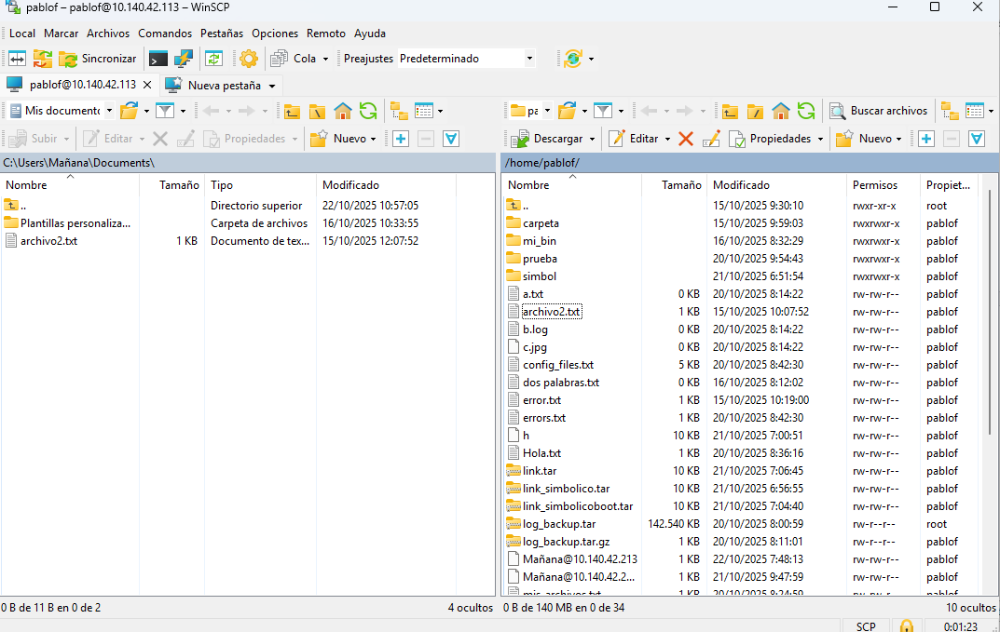 pablof – pablof@10.140.42.113 – WinSCP
Local Marcar Archivos Comandos Pestañas Opciones Remoto Ayuda
Sincronizar Cola Preajustes Predeterminado
pablof@10.140.42.113 Nueva pestaña
Mis documento pa Buscar archivos
Subir Editar Propiedades Nuevo Descargar Editar Propiedades Nuevo
C:\Users\Mañana\Documents\
Nombre Tamaño Tipo Modificado
.. Directorio superior 22/10/2025 10:57:05
Plantillas personaliza... Carpeta de archivos 16/10/2025 10:33:55
archivo2.txt 1 KB Documento de tex... 15/10/2025 12:07:52
0 B de 11 B en 0 de 2 4 ocultos
/home/pablof/
Nombre Tamaño Modificado Permisos Propiet...
.. 15/10/2025 9:30:10 rwxr-xr-x root
carpeta 15/10/2025 9:59:03 rwxrwxr-x pablof
mi_bin 16/10/2025 8:32:29 rwxrwxr-x pablof
prueba 20/10/2025 9:54:43 rwxrwxr-x pablof
simbol 21/10/2025 6:51:54 rwxrwxr-x pablof
a.txt 0 KB 20/10/2025 8:14:22 rw-rw-r-- pablof
archivo2.txt 1 KB 15/10/2025 10:07:52 rw-rw-r-- pablof
b.log 0 KB 20/10/2025 8:14:22 rw-rw-r-- pablof
c.jpg 0 KB 20/10/2025 8:14:22 rw-rw-r-- pablof
config_files.txt 5 KB 20/10/2025 8:42:30 rw-rw-r-- pablof
dos palabras.txt 0 KB 16/10/2025 8:12:02 rw-rw-r-- pablof
error.txt 1 KB 15/10/2025 10:19:00 rw-rw-r-- pablof
errors.txt 1 KB 20/10/2025 8:42:30 rw-rw-r-- pablof
h 10 KB 21/10/2025 7:00:51 rw-rw-r-- pablof
Hola.txt 1 KB 20/10/2025 8:36:16 rw-rw-r-- pablof
link.tar 10 KB 21/10/2025 7:06:45 rw-rw-r-- pablof
link_simbolico.tar 10 KB 21/10/2025 6:56:55 rw-rw-r-- pablof
link_simbolicoboot.tar 10 KB 21/10/2025 7:04:40 rw-rw-r-- pablof
log_backup.tar 142.540 KB 20/10/2025 8:00:59 rw-r--r-- root
log_backup.tar.gz 1 KB 20/10/2025 8:11:01 rw-rw-r-- pablof
Mañana@10.140.42.213 1 KB 22/10/2025 7:48:13 rw-rw-r-- pablof
Mañana@10.140.42.2... 1 KB 21/10/2025 9:47:59 rw-rw-r-- pablof
mis_archivos.txt 1 KB 20/10/2025 8:24:59 rw-rw-r-- pablof
0 B de 140 MB en 0 de 34 10 ocultos
SCP 0:01:23